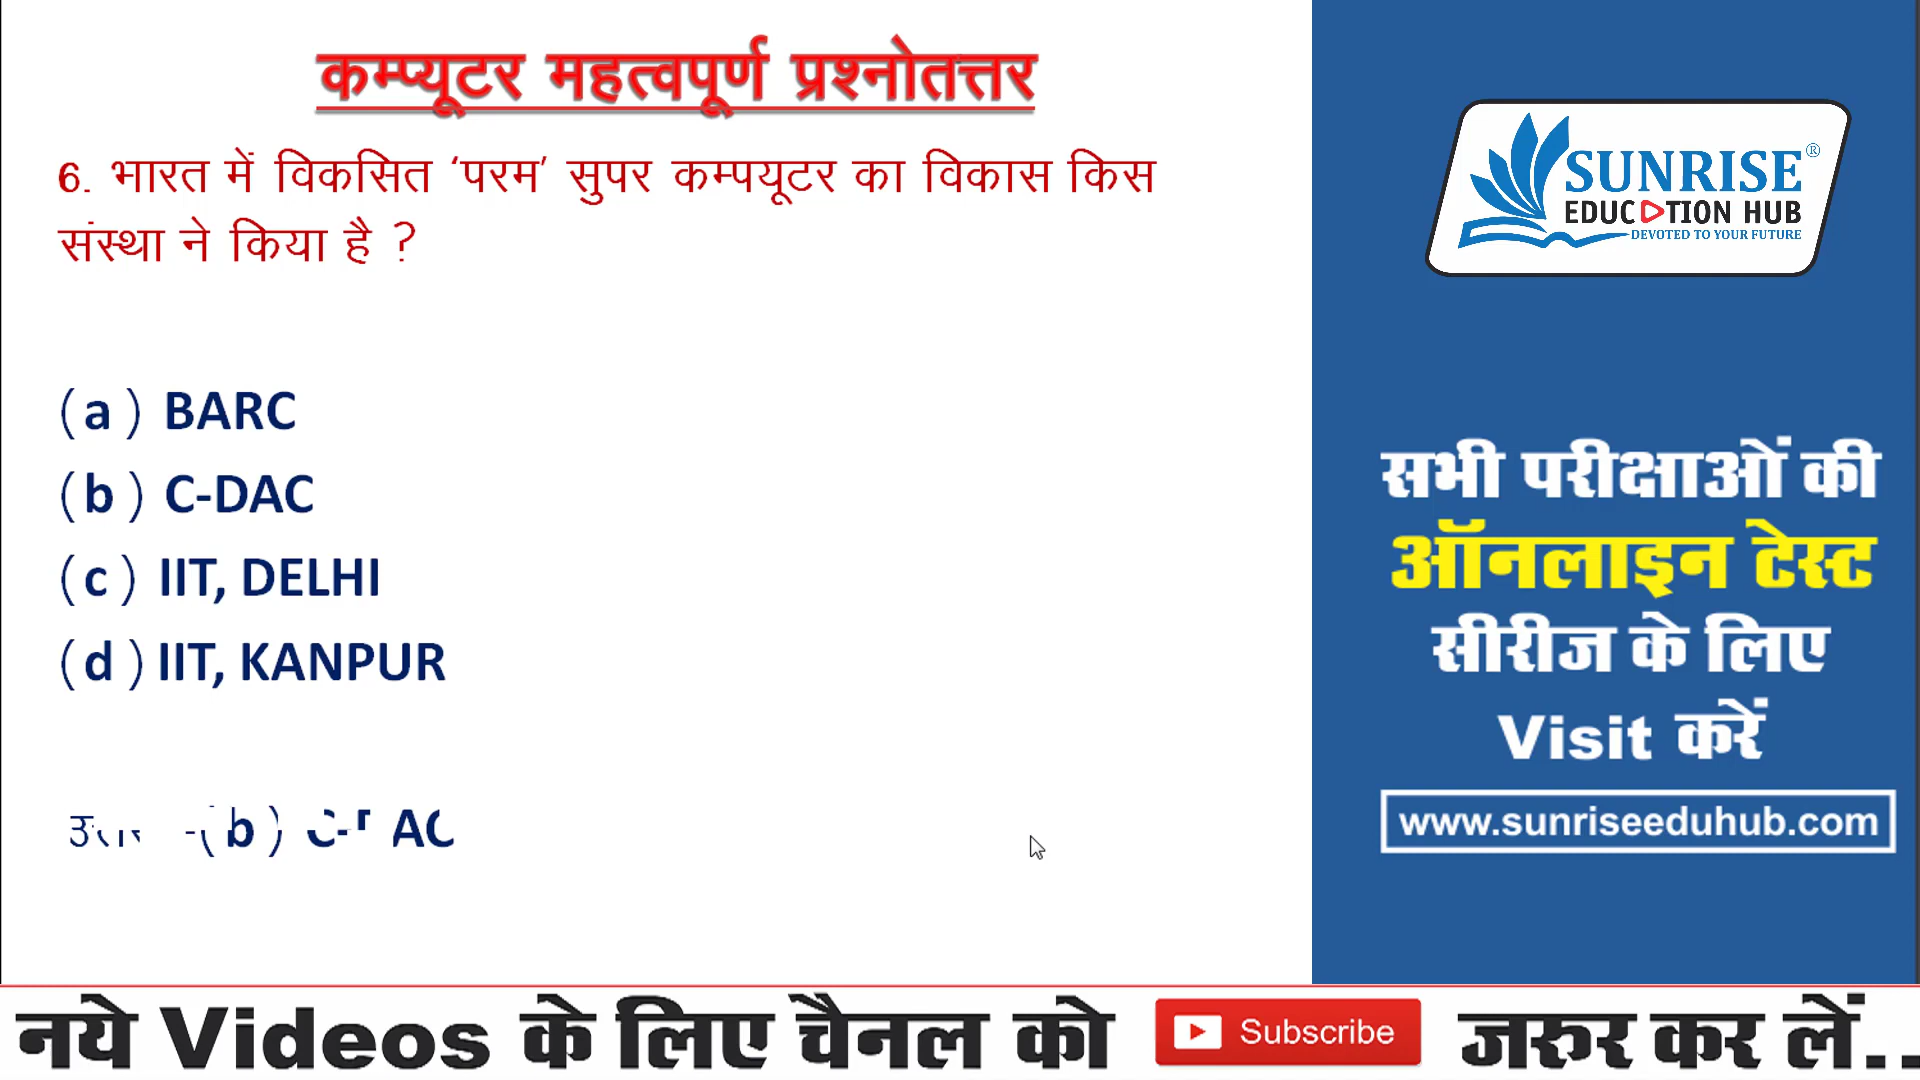 कम्प्यूटर महत्वपूर्ण प्रश्नोतत्तर
6. भारत में विकसित ‘परम’ सुपर कम्पयूटर का विकास किस
संस्था ने किया है ?
(a) BARC
(b) C-DAC
(c) IIT, DELHI
(d) IIT, KANPUR
-(b)
SUNRISE®
EDUCATION HUB
DEVOTED TO YOUR FUTURE
सभी परीक्षाओं की
ऑनलाइन टेस्ट
सीरीज के लिए
Visit करें
www.sunriseeduhub.com
नये Videos के लिए चैनल को Subscribe जरुर कर लें..